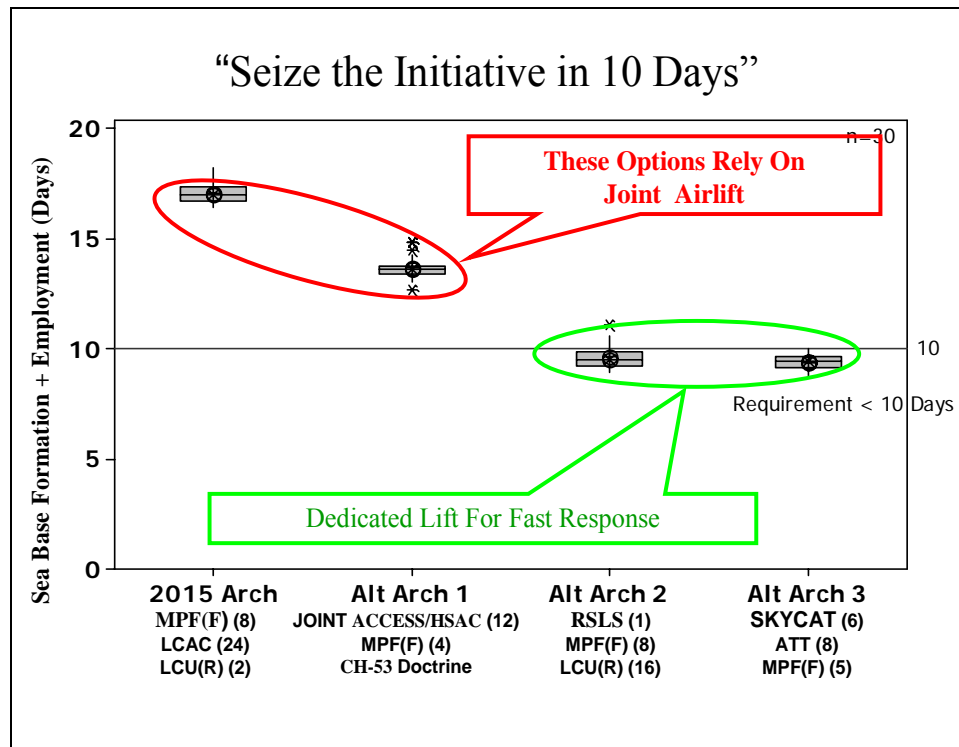 “Seize the Initiative in 10 Days”
Sea Base Formation + Employment (Days)
20
15
10
5
0
n=30
These Options Rely On
Joint Airlift
10
Requirement < 10 Days
Dedicated Lift For Fast Response
2015 Arch
MPF(F) (8)
LCAC (24)
LCU(R) (2)
Alt Arch 1
JOINT ACCESS/HSAC (12)
MPF(F) (4)
CH-53 Doctrine
Alt Arch 2
RSLS (1)
MPF(F) (8)
LCU(R) (16)
Alt Arch 3
SKYCAT (6)
ATT (8)
MPF(F) (5)